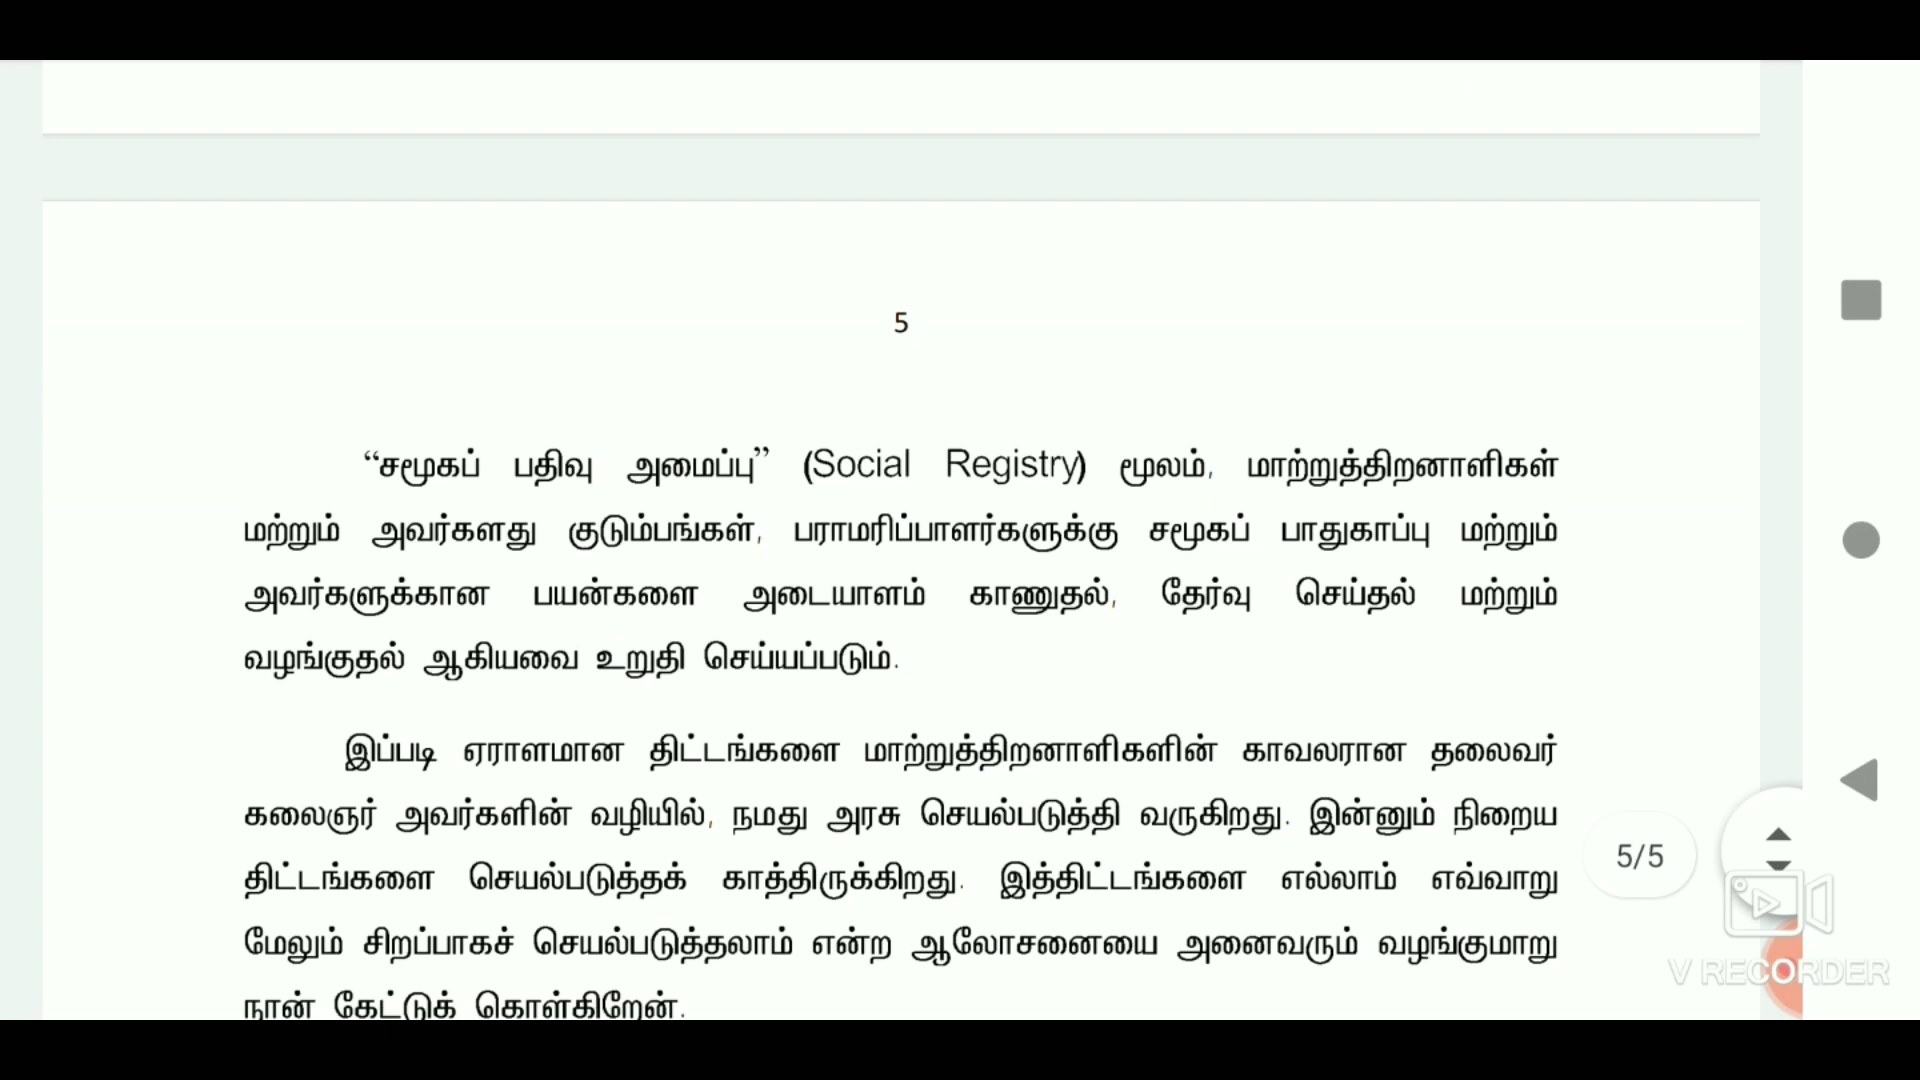 5
“சமூகப் பதிவு அமைப்பு” (Social Registry) மூலம், மாற்றுத்திறனாளிகள்
மற்றும் அவர்களது குடும்பங்கள், பராமரிப்பாளர்களுக்கு சமூகப் பாதுகாப்பு மற்றும்
அவர்களுக்கான பயன்களை அடையாளம் காணுதல், தேர்வு செய்தல் மற்றும்
வழங்குதல் ஆகியவை உறுதி செய்யப்படும்.
இப்படி ஏராளமான திட்டங்களை மாற்றுத்திறனாளிகளின் காவலரான தலைவர்
கலைஞர் அவர்களின் வழியில், நமது அரசு செயல்படுத்தி வருகிறது. இன்னும் நிறைய
திட்டங்களை செயல்படுத்தக் காத்திருக்கிறது. இத்திட்டங்களை எல்லாம் எவ்வாறு
மேலும் சிறப்பாகச் செயல்படுத்தலாம் என்ற ஆலோசனையை அனைவரும் வழங்குமாறு
நான் கேட்டுக் கொள்கிறேன்.
5/5
V RECORDER